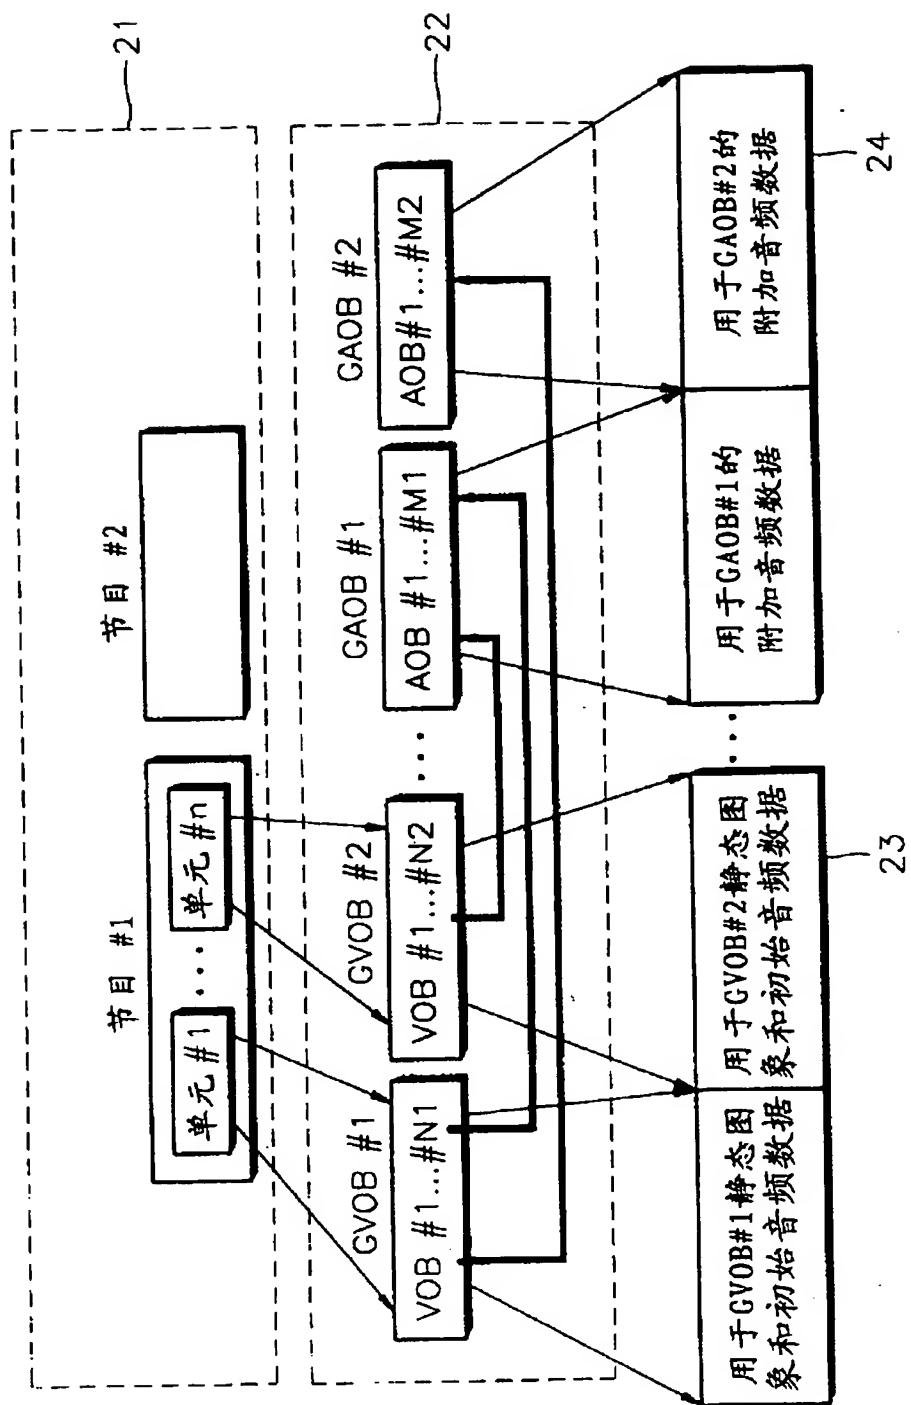 21
节目 #1
节目 #2
单元 #1
...
单元 #n
22
GVOB #1
GVOB #2
GAOB #1
GAOB #2
VOB #1...#N1
VOB #1...#N2
...
AOB #1...#M1
AOB#1...#M2
用于GVOB#1静态图
象和初始音频数据
用于GVOB#2静态图
象和初始音频数据
...
用于GAOB#1的
附加音频数据
用于GAOB#2的
附加音频数据
23
24